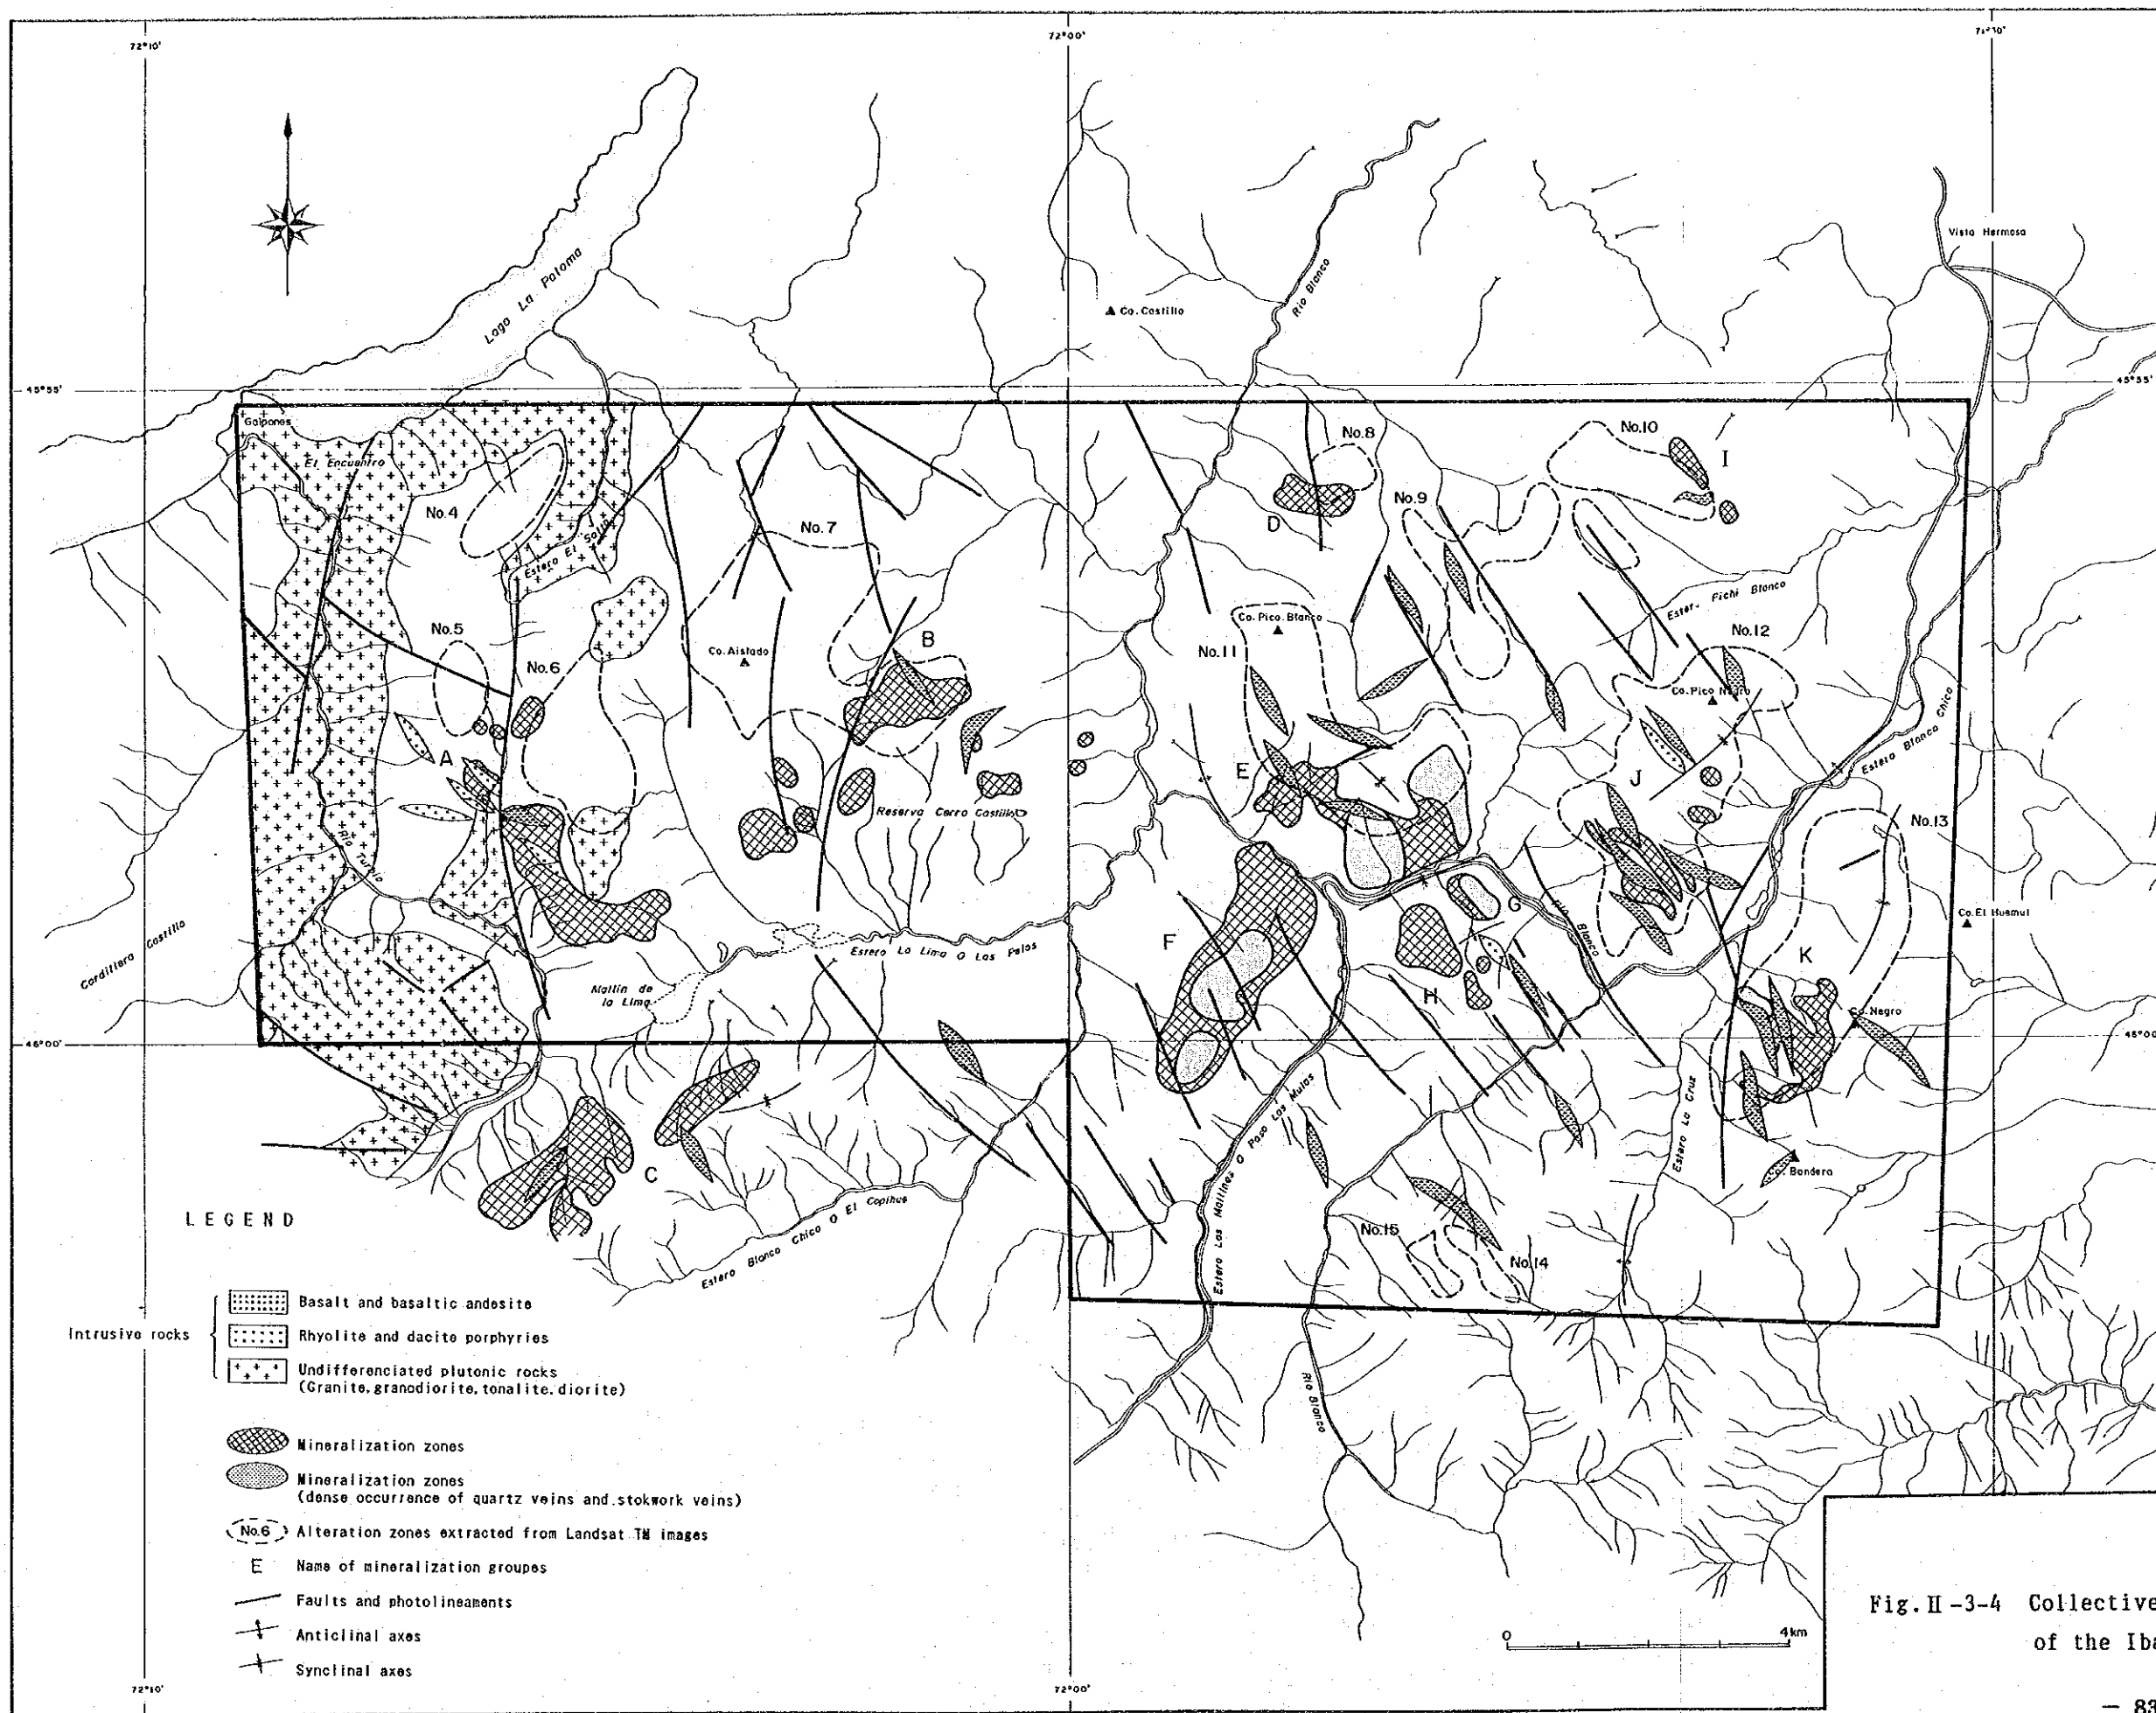 72°10'
72°00'
Vista Hermosa
Lago La Paloma
Rio Blanco
Co. Castillo
45°55'
45°55'
Galpones
El Encuentro
No.4
Estero El Salto
No.7
No.8
D
No.9
No.10
I
Ester. Pichi Blanco
No.5
No.6
Co. Aislado
B
Co. Pico Blanco
No.11
No.12
Co. Pico Negro
Estero Blanco Chico
A
E
J
Reserva Cerro Castillo
No.13
Rio Turbio
Co. El Huemul
Cordillera Castillo
F
G
Rio Blanco
Estero La Lima O Las Palas
Mallin de
la Lima
H
K
Co. Negro
46°00'
46°00
Estero La Cruz
C
Estero Los Mallines O Paso Las Mulas
Co. Bandera
Estero Blanco Chico O El Copihue
No.15
No.14
Rio Blanco
LEGEND
Intrusive rocks
Basalt and basaltic andesite
Rhyolite and dacite porphyries
Undifferenciated plutonic rocks
(Granite, granodiorite, tonalite, diorite)
Mineralization zones
Mineralization zones
(dense occurrence of quartz veins and stokwork veins)
No.6 Alteration zones extracted from Landsat TM images
E Name of mineralization groupes
Faults and photolineaments
Anticlinal axes
Synclinal axes
0 4km
Fig. II-3-4 Collective
of the Iba
72°10'
72°00'
— 83